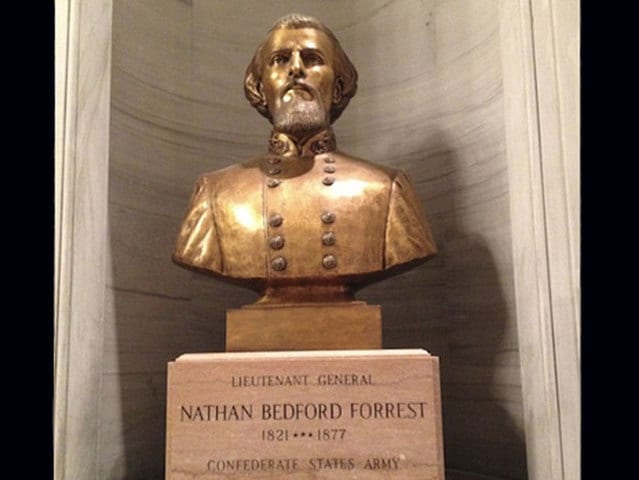 LIEUTENANT GENERAL
NATHAN BEDFORD FORREST
1821 *** 1877
CONFEDERATE STATES ARMY